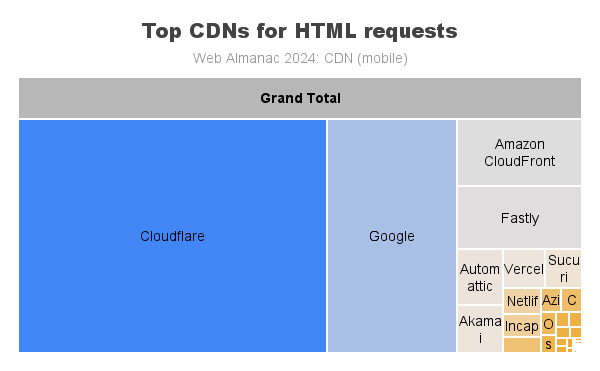 Top CDNs for HTML requests
Web Almanac 2024: CDN (mobile)
Grand Total
Cloudflare
Google
Amazon
CloudFront
Fastly
Autom
attic
Vercel
Sucu
ri
Akamai
Netlif
Azi
C
Incap
O
s